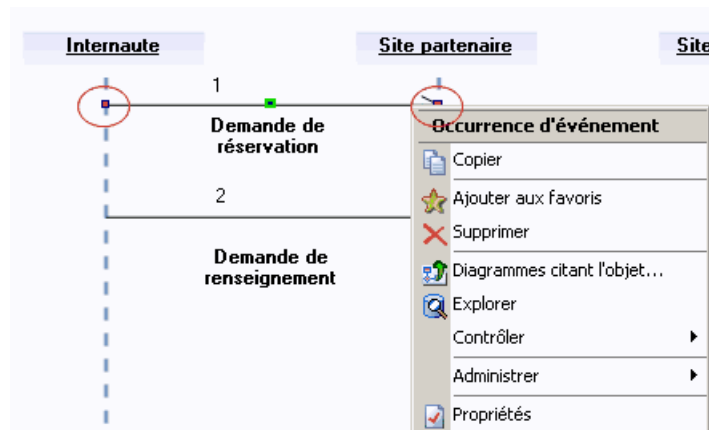 Internaute
Site partenaire
Site
1
Demande de
réservation
Occurrence d'événement
Copier
2
Ajouter aux favoris
Supprimer
Demande de
renseignement
Diagrammes citant l'objet...
Explorer
Contrôler
Administrer
Propriétés